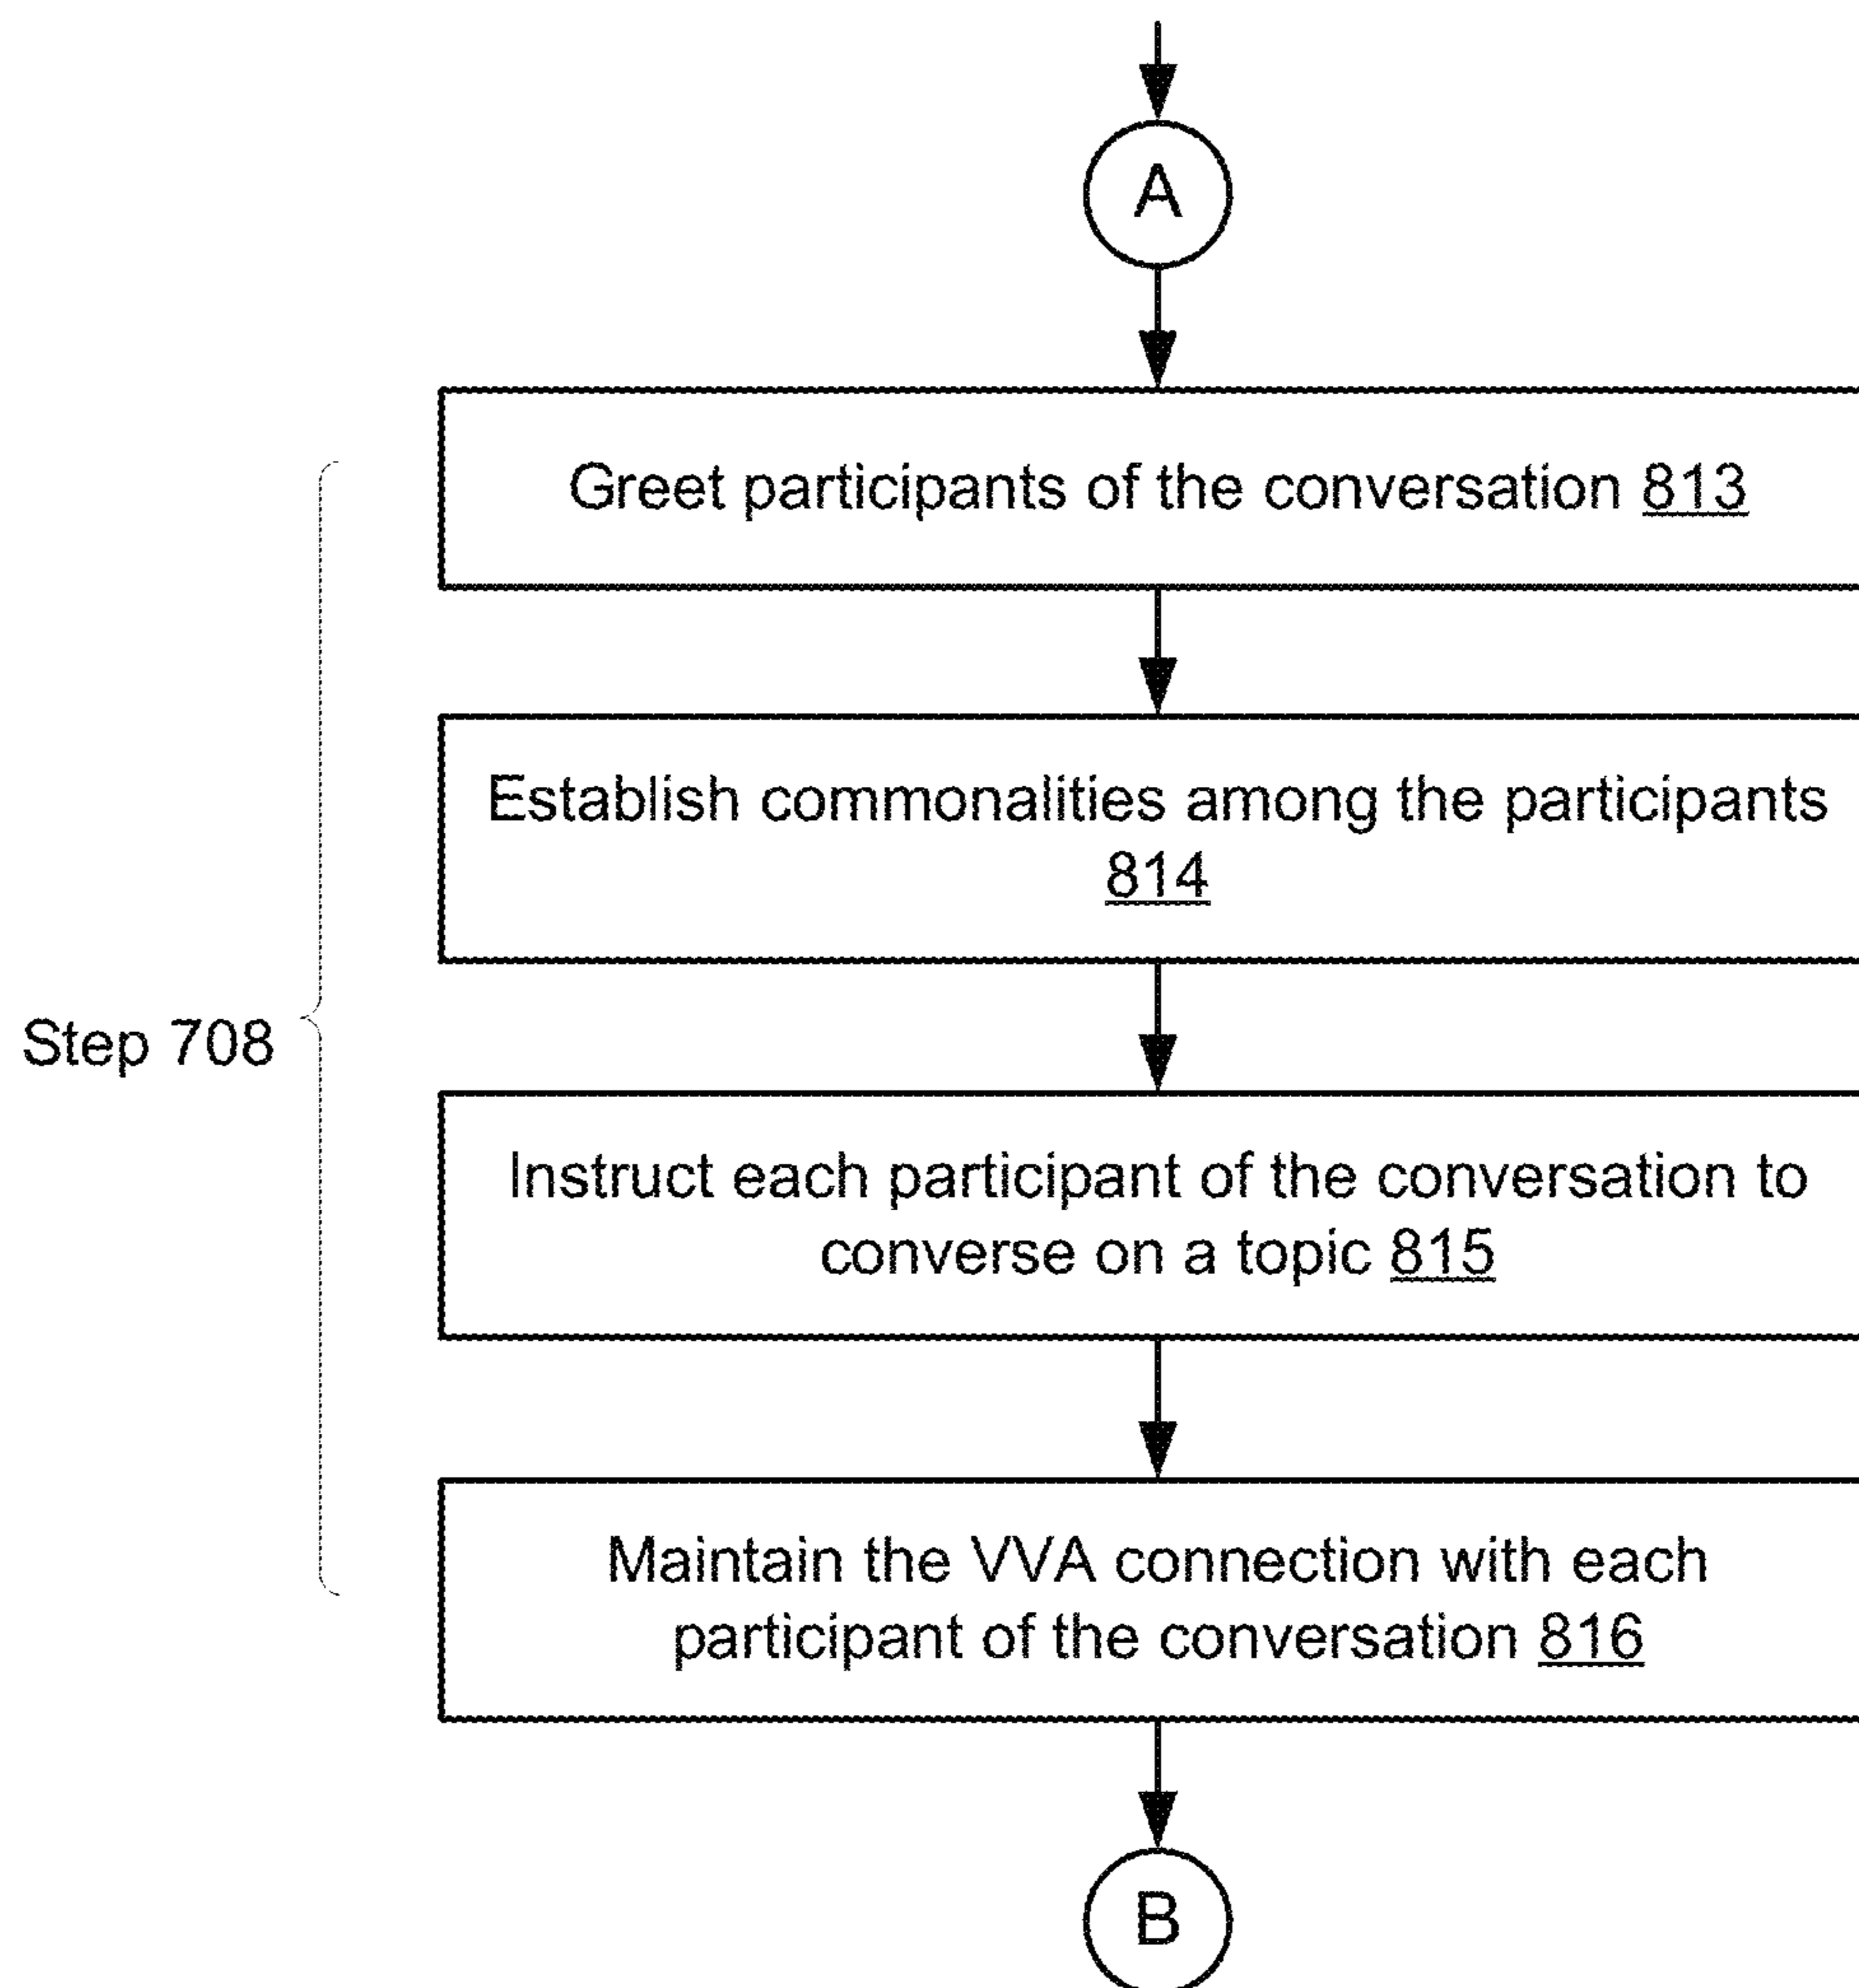 A
Greet participants of the conversation 813
Establish commonalities among the participants
814
Step 708
Instruct each participant of the conversation to
converse on a topic 815
Maintain the VVA connection with each
participant of the conversation 816
B